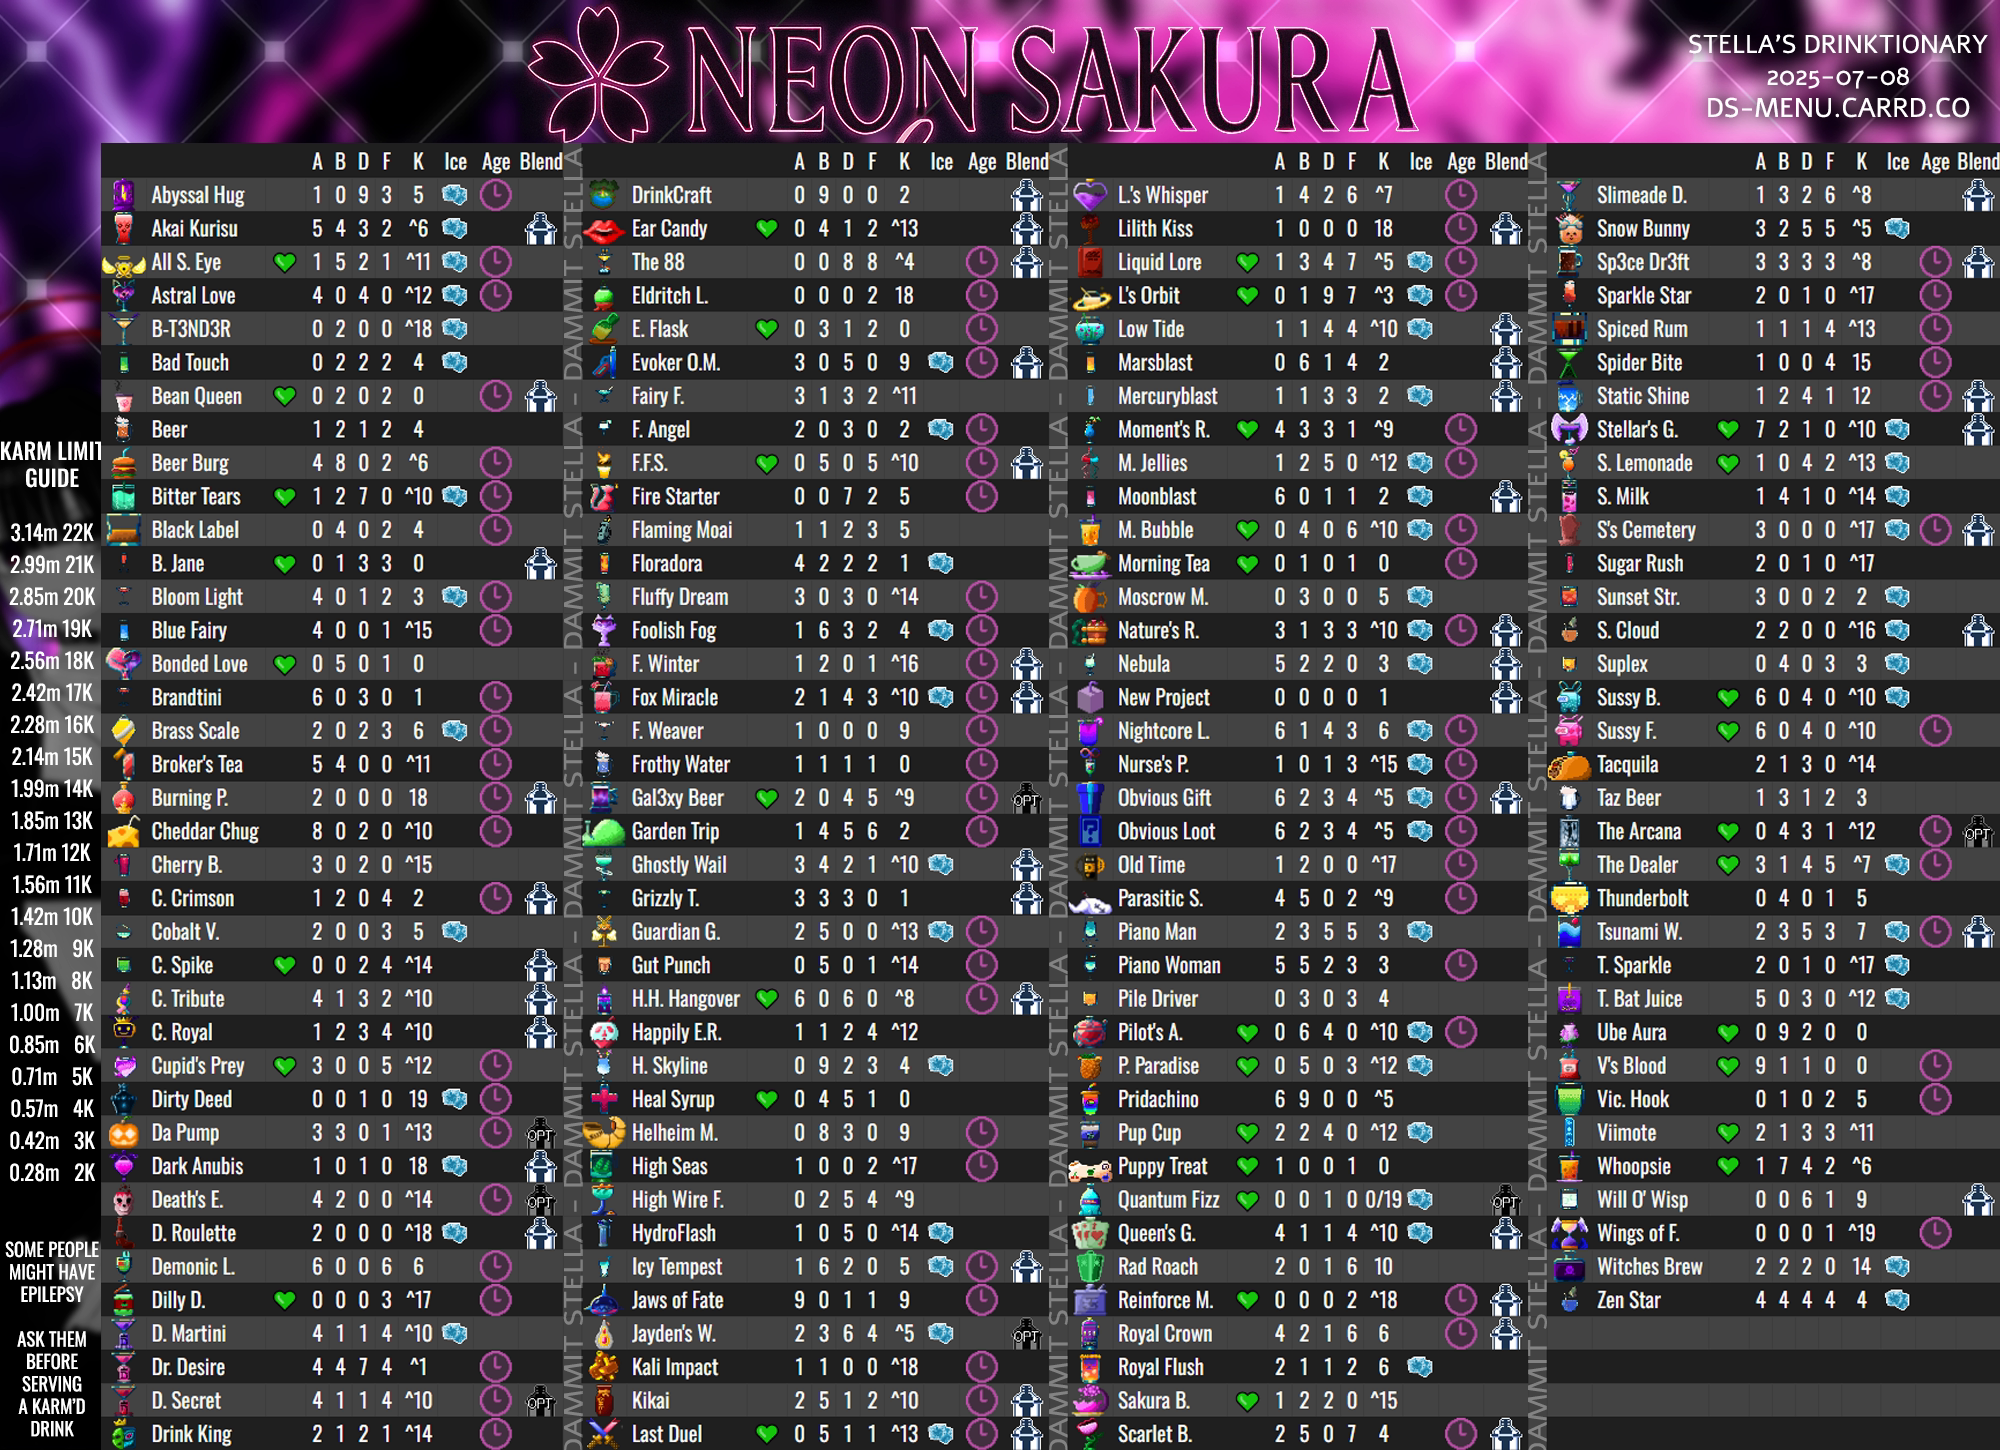 NEON SAKURA
STELLA'S DRINKTIONARY
2025-07-08
DS-MENU.CARRD.CO
KARM LIMIT
GUIDE
3.14m 22K
2.99m 21K
2.85m 20K
2.71m 19K
2.56m 18K
2.42m 17K
2.28m 16K
2.14m 15K
1.99m 14K
1.85m 13K
1.71m 12K
1.56m 11K
1.42m 10K
1.28m 9K
1.13m 8K
1.00m 7K
0.85m 6K
0.71m 5K
0.57m 4K
0.42m 3K
0.28m 2K
SOME PEOPLE
MIGHT HAVE
EPILEPSY
ASK THEM
BEFORE
SERVING
A KARM'D
DRINK
A B D F K Ice Age Blend
Abyssal Hug 1 0 9 3 5
Akai Kurisu 5 4 3 2 ^6
All S. Eye 1 5 2 1 ^11
Astral Love 4 0 4 0 ^12
B-T3ND3R 0 2 0 0 ^18
Bad Touch 0 2 2 2 4
Bean Queen 0 2 0 2 0
Beer 1 2 1 2 4
Beer Burg 4 8 0 2 ^6
Bitter Tears 1 2 7 0 ^10
Black Label 0 4 0 2 4
B. Jane 0 1 3 3 0
Bloom Light 4 0 1 2 3
Blue Fairy 4 0 0 1 ^15
Bonded Love 0 5 0 1 0
Brandtini 6 0 3 0 1
Brass Scale 2 0 2 3 6
Broker's Tea 5 4 0 0 ^11
Burning P. 2 0 0 0 18
Cheddar Chug 8 0 2 0 ^10
Cherry B. 3 0 2 0 ^15
C. Crimson 1 2 0 4 2
Cobalt V. 2 0 0 3 5
C. Spike 0 0 2 4 ^14
C. Tribute 4 1 3 2 ^10
C. Royal 1 2 3 4 ^10
Cupid's Prey 3 0 0 5 ^12
Dirty Deed 0 0 1 0 19
Da Pump 3 3 0 1 ^13 OPT
Dark Anubis 1 0 1 0 18
Death's E. 4 2 0 0 ^14 OPT
D. Roulette 2 0 0 0 ^18
Demonic L. 6 0 0 6 6
Dilly D. 0 0 0 3 ^17
D. Martini 4 1 1 4 ^10
Dr. Desire 4 4 7 4 ^1
D. Secret 4 1 1 4 ^10 OPT
Drink King 2 1 2 1 ^14
DAMMIT STELLA - DAMMIT STELLA - DAMMIT STELLA - DAMMIT STELLA
A B D F K Ice Age Blend
DrinkCraft 0 9 0 0 2
Ear Candy 0 4 1 2 ^13
The 88 0 0 8 8 ^4
Eldritch L. 0 0 0 2 18
E. Flask 0 3 1 2 0
Evoker O.M. 3 0 5 0 9
Fairy F. 3 1 3 2 ^11
F. Angel 2 0 3 0 2
F.F.S. 0 5 0 5 ^10
Fire Starter 0 0 7 2 5
Flaming Moai 1 1 2 3 5
Floradora 4 2 2 2 1
Fluffy Dream 3 0 3 0 ^14
Foolish Fog 1 6 3 2 4
F. Winter 1 2 0 1 ^16
Fox Miracle 2 1 4 3 ^10
F. Weaver 1 0 0 0 9
Frothy Water 1 1 1 1 0
Gal3xy Beer 2 0 4 5 ^9 OPT
Garden Trip 1 4 5 6 2
Ghostly Wail 3 4 2 1 ^10
Grizzly T. 3 3 3 0 1
Guardian G. 2 5 0 0 ^13
Gut Punch 0 5 0 1 ^14
H.H. Hangover 6 0 6 0 ^8
Happily E.R. 1 1 2 4 ^12
H. Skyline 0 9 2 3 4
Heal Syrup 0 4 5 1 0
Helheim M. 0 8 3 0 9
High Seas 1 0 0 2 ^17
High Wire F. 0 2 5 4 ^9
HydroFlash 1 0 5 0 ^14
Icy Tempest 1 6 2 0 5
Jaws of Fate 9 0 1 1 9
Jayden's W. 2 3 6 4 ^5 OPT
Kali Impact 1 1 0 0 ^18
Kikai 2 5 1 2 ^10
Last Duel 0 5 1 1 ^13
DAMMIT STELLA - DAMMIT STELLA - DAMMIT STELLA - DAMMIT STELLA
A B D F K Ice Age Blend
L.'s Whisper 1 4 2 6 ^7
Lilith Kiss 1 0 0 0 18
Liquid Lore 1 3 4 7 ^5
L's Orbit 0 1 9 7 ^3
Low Tide 1 1 4 4 ^10
Marsblast 0 6 1 4 2
Mercuryblast 1 1 3 3 2
Moment's R. 4 3 3 1 ^9
M. Jellies 1 2 5 0 ^12
Moonblast 6 0 1 1 2
M. Bubble 0 4 0 6 ^10
Morning Tea 0 1 0 1 0
Moscrow M. 0 3 0 0 5
Nature's R. 3 1 3 3 ^10
Nebula 5 2 2 0 3
New Project 0 0 0 0 1
Nightcore L. 6 1 4 3 6
Nurse's P. 1 0 1 3 ^15
Obvious Gift 6 2 3 4 ^5
Obvious Loot 6 2 3 4 ^5
Old Time 1 2 0 0 ^17
Parasitic S. 4 5 0 2 ^9
Piano Man 2 3 5 5 3
Piano Woman 5 5 2 3 3
Pile Driver 0 3 0 3 4
Pilot's A. 0 6 4 0 ^10
P. Paradise 0 5 0 3 ^12
Pridachino 6 9 0 0 ^5
Pup Cup 2 2 4 0 ^12
Puppy Treat 1 0 0 1 0
Quantum Fizz 0 0 1 0 0/19 OPT
Queen's G. 4 1 1 4 ^10
Rad Roach 2 0 1 6 10
Reinforce M. 0 0 0 2 ^18
Royal Crown 4 2 1 6 6
Royal Flush 2 1 1 2 6
Sakura B. 1 2 2 0 ^15
Scarlet B. 2 5 0 7 4
DAMMIT STELLA - DAMMIT STELLA - DAMMIT STELLA - DAMMIT STELLA
A B D F K Ice Age Blend
Slimeade D. 1 3 2 6 ^8
Snow Bunny 3 2 5 5 ^5
Sp3ce Dr3ft 3 3 3 3 ^8
Sparkle Star 2 0 1 0 ^17
Spiced Rum 1 1 1 4 ^13
Spider Bite 1 0 0 4 15
Static Shine 1 2 4 1 12
Stellar's G. 7 2 1 0 ^10
S. Lemonade 1 0 4 2 ^13
S. Milk 1 4 1 0 ^14
S's Cemetery 3 0 0 0 ^17
Sugar Rush 2 0 1 0 ^17
Sunset Str. 3 0 0 2 2
S. Cloud 2 2 0 0 ^16
Suplex 0 4 0 3 3
Sussy B. 6 0 4 0 ^10
Sussy F. 6 0 4 0 ^10
Tacquila 2 1 3 0 ^14
Taz Beer 1 3 1 2 3
The Arcana 0 4 3 1 ^12 OPT
The Dealer 3 1 4 5 ^7
Thunderbolt 0 4 0 1 5
Tsunami W. 2 3 5 3 7
T. Sparkle 2 0 1 0 ^17
T. Bat Juice 5 0 3 0 ^12
Ube Aura 0 9 2 0 0
V's Blood 9 1 1 0 0
Vic. Hook 0 1 0 2 5
Viimote 2 1 3 3 ^11
Whoopsie 1 7 4 2 ^6
Will O' Wisp 0 0 6 1 9
Wings of F. 0 0 0 1 ^19
Witches Brew 2 2 2 0 14
Zen Star 4 4 4 4 4